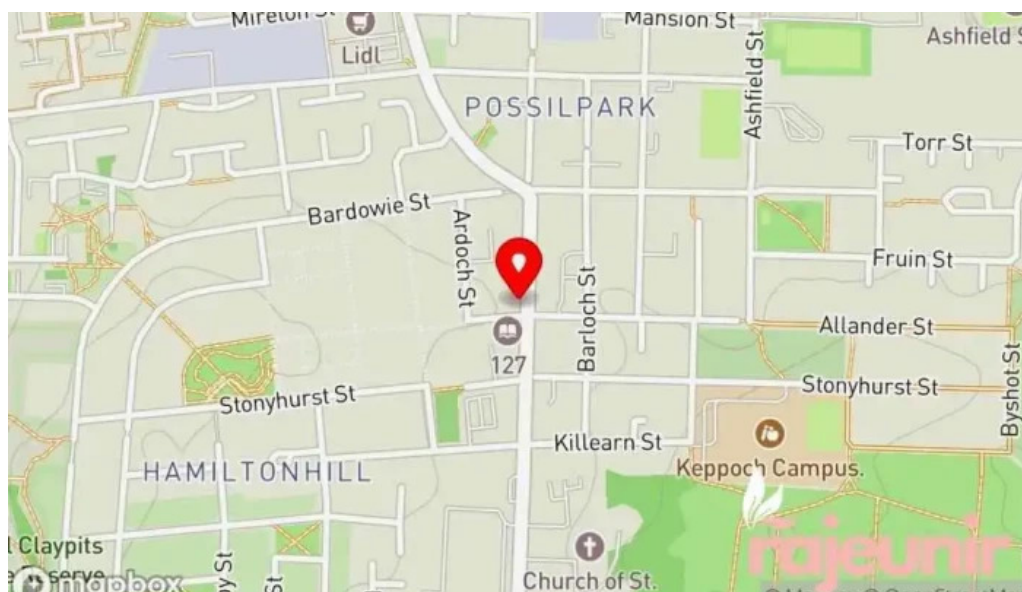 Mireton St
Mansion St
Lidl
Ashfield S
Ashfield St
POSSILPARK
Torr St
Bardowie St
Ardoch St
Fruin St
Barloch St
Allander St
127
Byshot St
Stonyhurst St
Stonyhurst St
Killearn St
Keppoch Campus.
HAMILTONHILL
l Claypits
e Reserve
mapbox
Church of St.
rajeunir